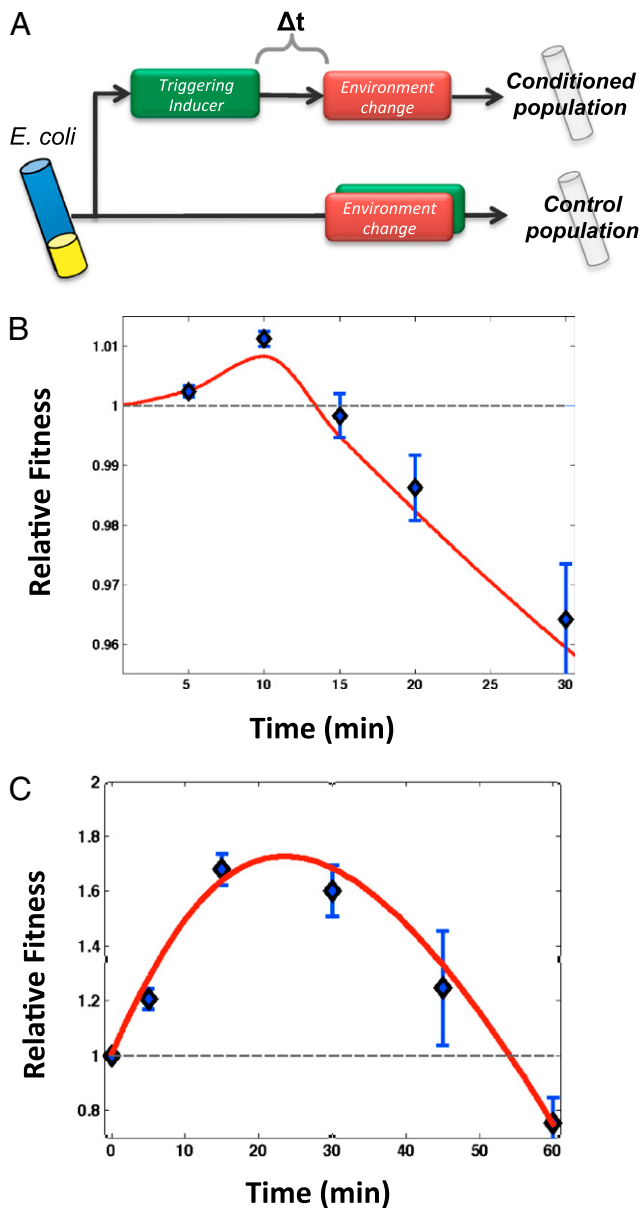 A
Δt
Triggering
Inducer
Environment
change
Conditioned
population
E. coli
Environment
change
Control
population
B
Relative Fitness
1.01
1
0.99
0.98
0.97
0.96
5 10 15 20 25 30
Time (min)
C
Relative Fitness
2
1.8
1.6
1.4
1.2
1
0.8
0 10 20 30 40 50 60
Time (min)